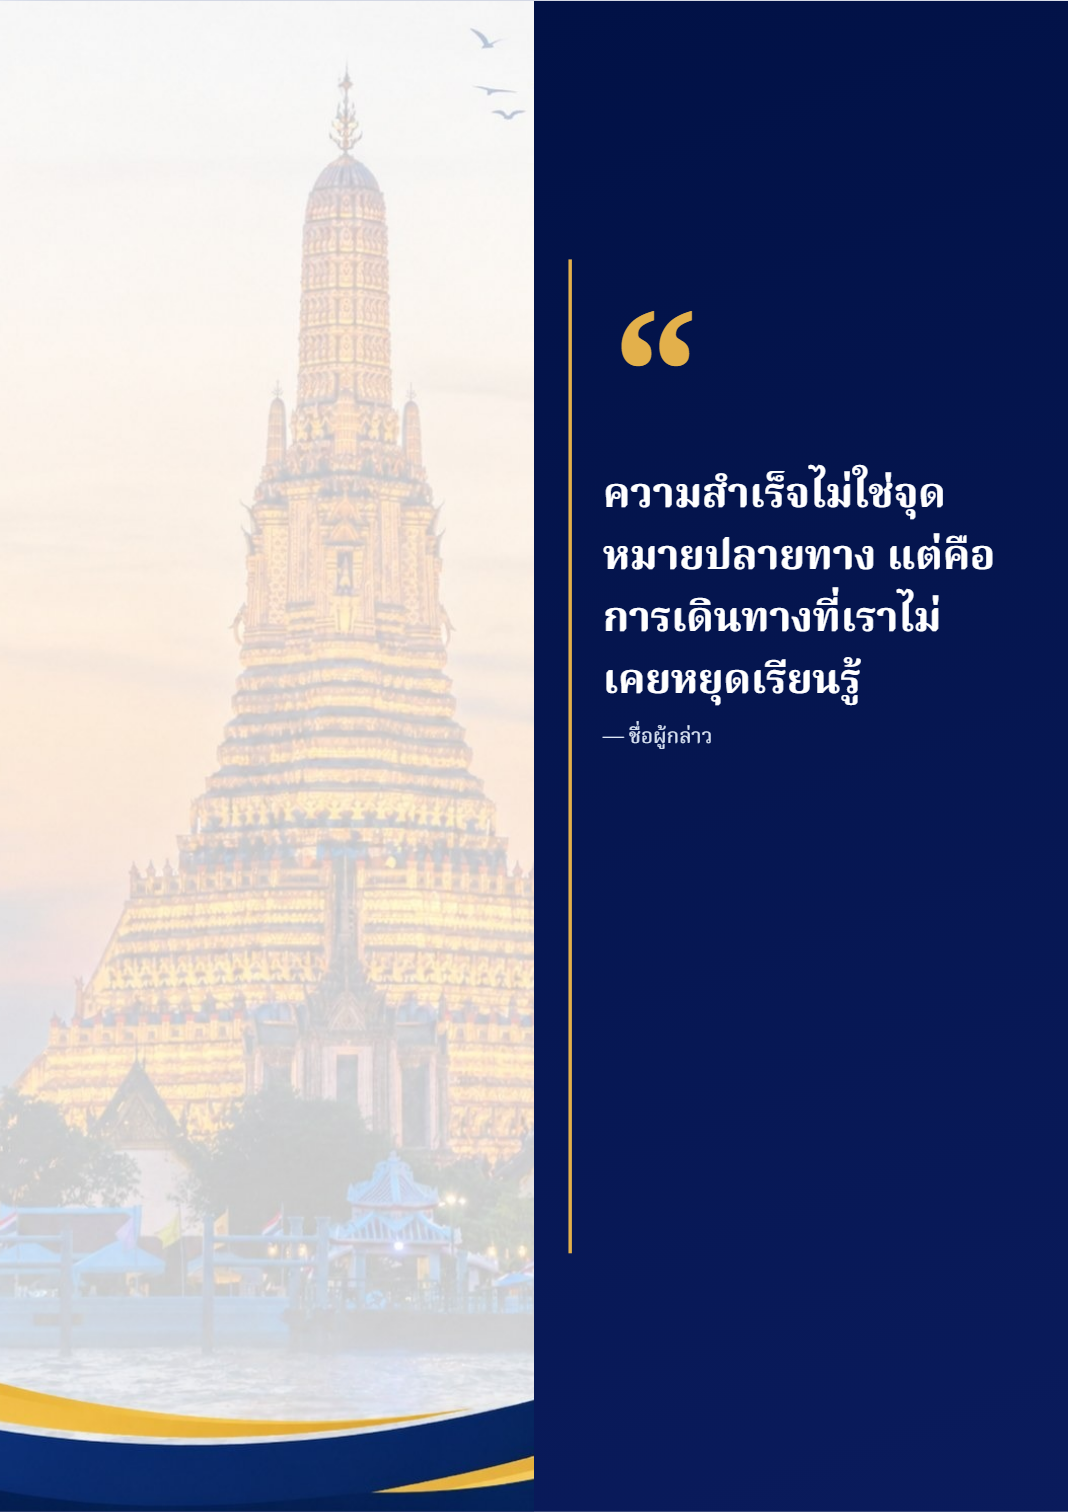 “
ความสำเร็จไม่ใช่จุด
หมายปลายทาง แต่คือ
การเดินทางที่เราไม่
เคยหยุดเรียนรู้
— ชื่อผู้กล่าว